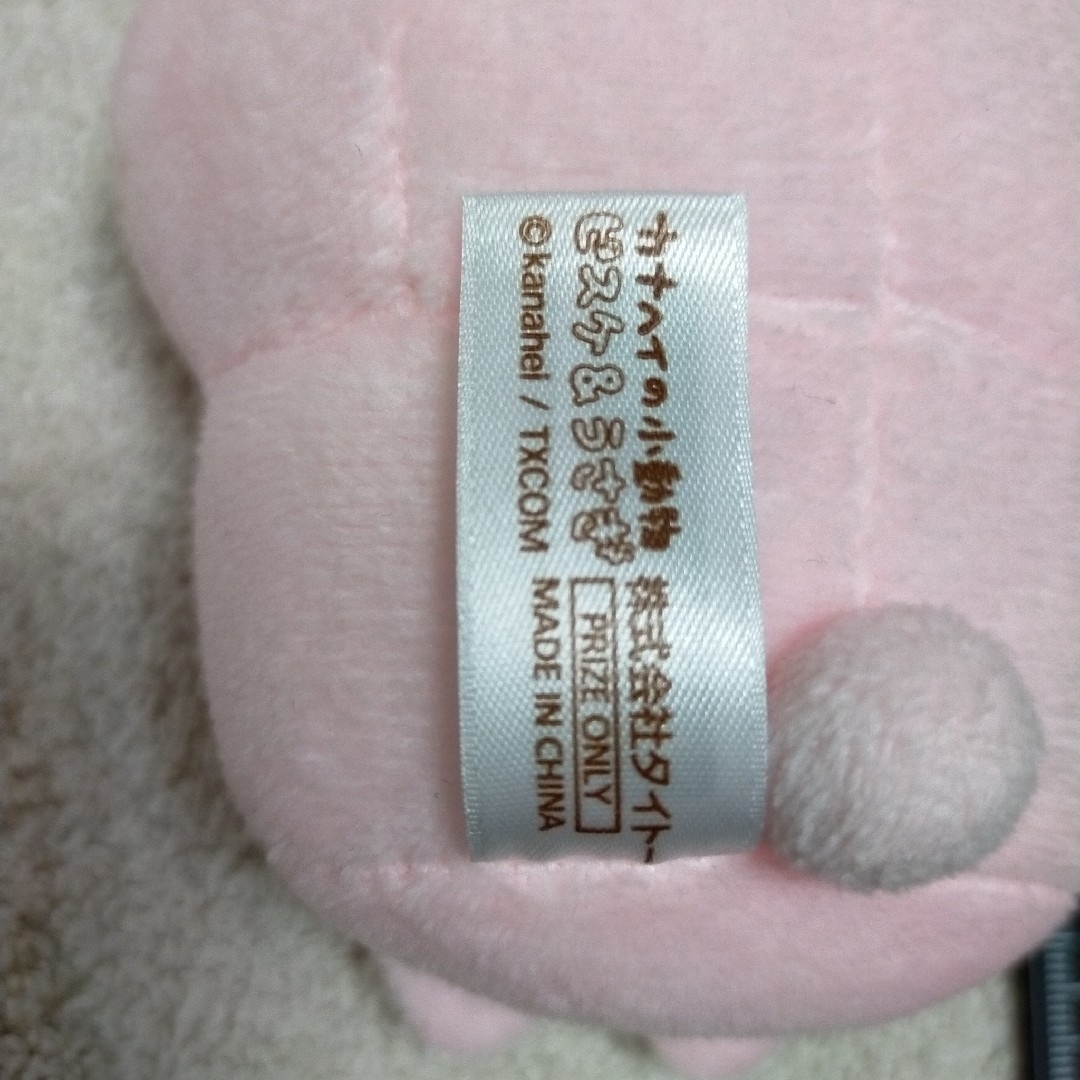 カナヘイの小動物
ピスケ&うさぎ
©kanahei / TXCOM
株式会社タイトー
PRIZE ONLY
MADE IN CHINA